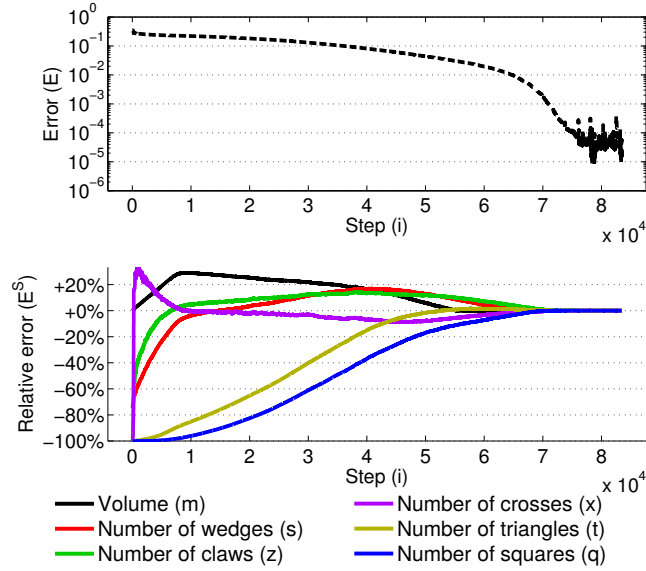 10^0
10^-1
10^-2
10^-3
10^-4
10^-5
10^-6
Error (E)
0 1 2 3 4 5 6 7 8
Step (i)
x 10^4
+20%
+0%
−20%
−40%
−60%
−80%
−100%
Relative error (E^S)
0 1 2 3 4 5 6 7 8
Step (i)
x 10^4
Volume (m)
Number of wedges (s)
Number of claws (z)
Number of crosses (x)
Number of triangles (t)
Number of squares (q)